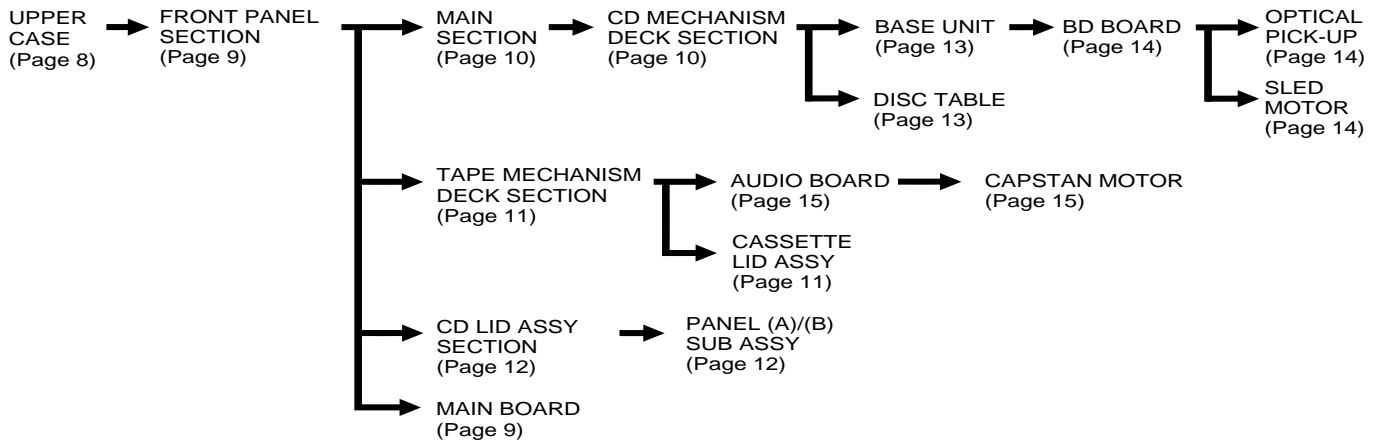 UPPER
CASE
(Page 8)
FRONT PANEL
SECTION
(Page 9)
MAIN
SECTION
(Page 10)
CD MECHANISM
DECK SECTION
(Page 10)
BASE UNIT
(Page 13)
BD BOARD
(Page 14)
OPTICAL
PICK-UP
(Page 14)
SLED
MOTOR
(Page 14)
DISC TABLE
(Page 13)
TAPE MECHANISM
DECK SECTION
(Page 11)
AUDIO BOARD
(Page 15)
CAPSTAN MOTOR
(Page 15)
CASSETTE
LID ASSY
(Page 11)
CD LID ASSY
SECTION
(Page 12)
PANEL (A)/(B)
SUB ASSY
(Page 12)
MAIN BOARD
(Page 9)